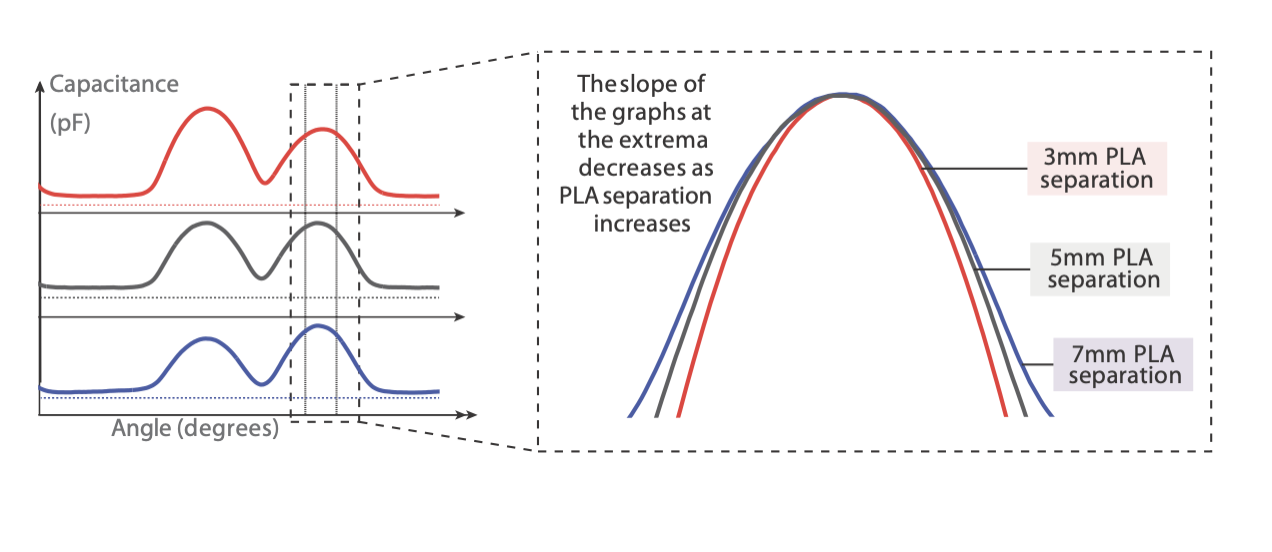 Capacitance
(pF)
Angle (degrees)
The slope of
the graphs at
the extrema
decreases as
PLA separation
increases
3mm PLA
separation
5mm PLA
separation
7mm PLA
separation